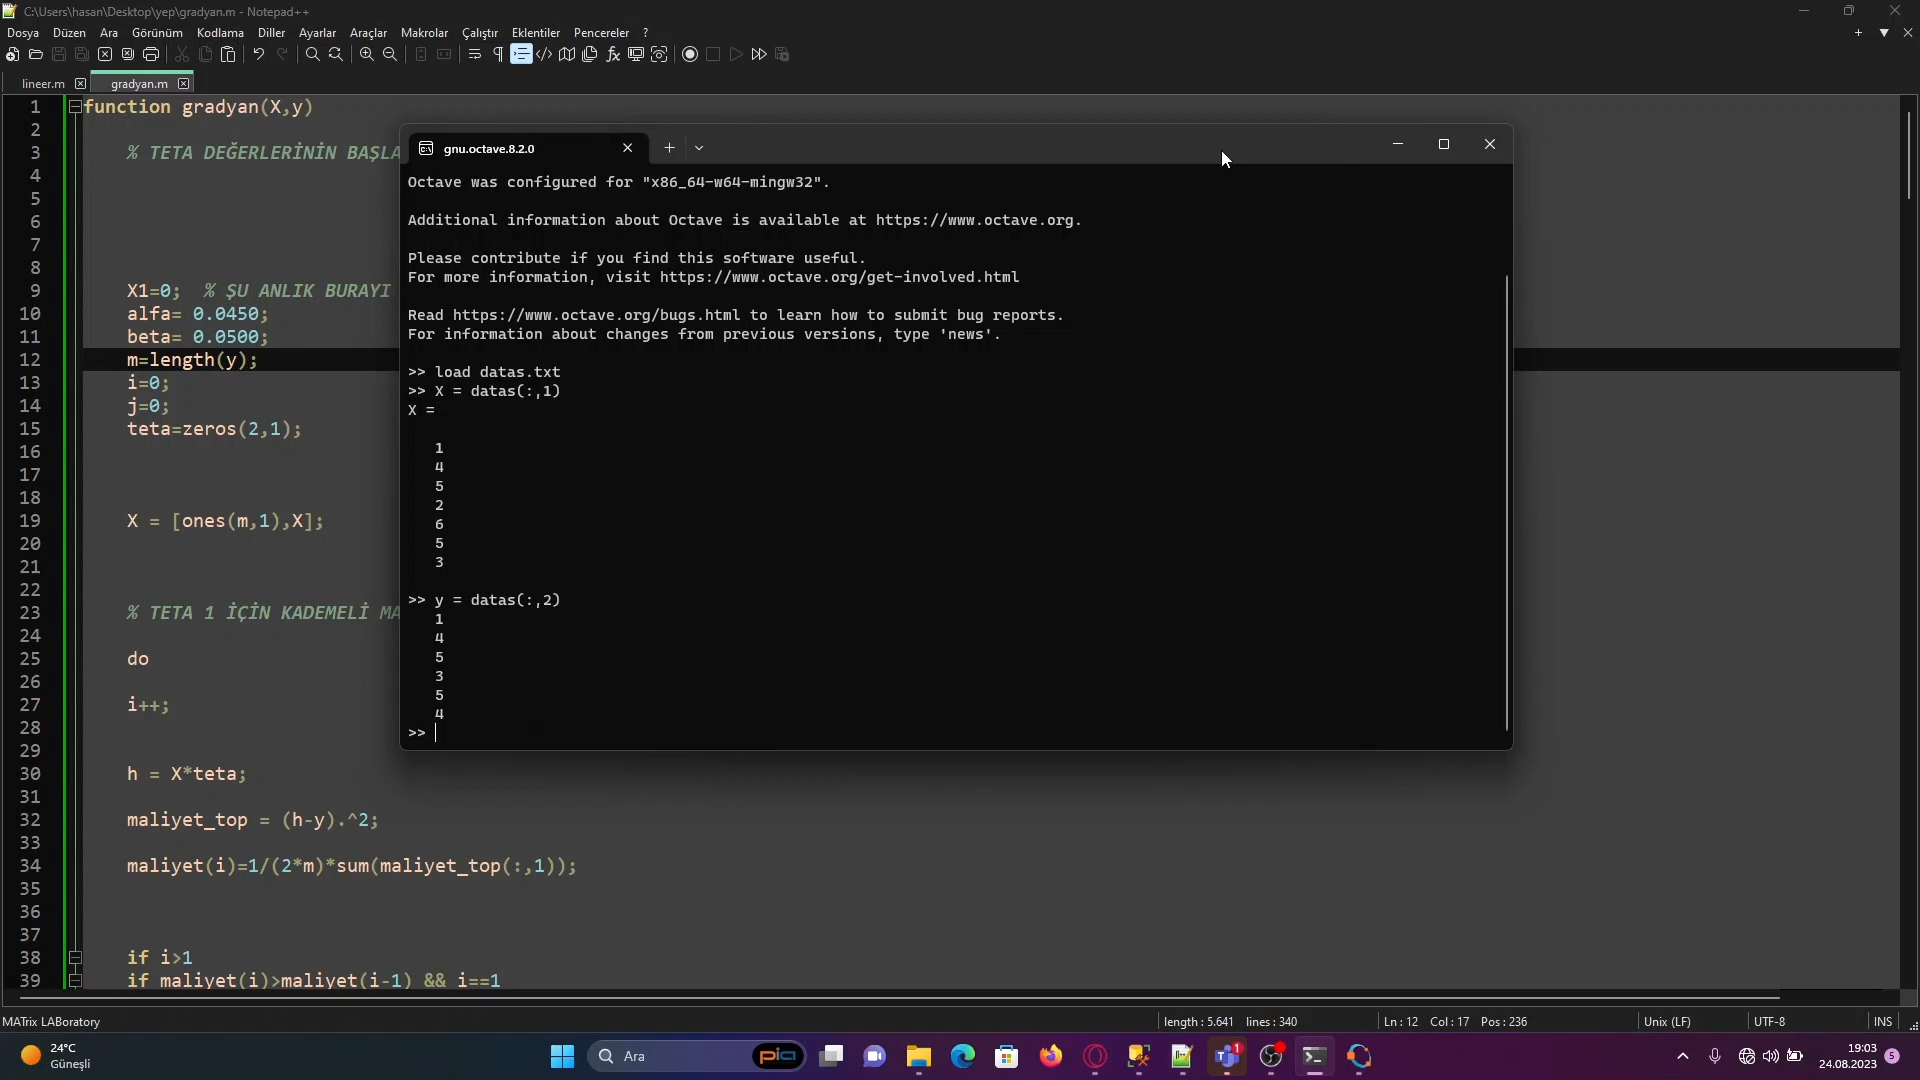 C:\Users\hasan\Desktop\yep\gradyan.m - Notepad++
Dosya Düzen Ara Görünüm Kodlama Diller Ayarlar Araçlar Makrolar Çalıştır Eklentiler Pencereler ?
lineer.m gradyan.m
1 function gradyan(X,y)
2
3 % TETA DEĞERLERİNİN BAŞLA
4
5
6
7
8
9 X1=0; % ŞU ANLIK BURAYI
10 alfa= 0.0450;
11 beta= 0.0500;
12 m=length(y);
13 i=0;
14 j=0;
15 teta=zeros(2,1);
16
17
18
19 X = [ones(m,1),X];
20
21
22
23 % TETA 1 İÇİN KADEMELİ MA
24
25 do
26
27 i++;
28
29
30 h = X*teta;
31
32 maliyet_top = (h-y).^2;
33
34 maliyet(i)=1/(2*m)*sum(maliyet_top(:,1));
35
36
37
38 if i>1
39 if maliyet(i)>maliyet(i-1) && i==1
gnu.octave.8.2.0
Octave was configured for "x86_64-w64-mingw32".
Additional information about Octave is available at https://www.octave.org.
Please contribute if you find this software useful.
For more information, visit https://www.octave.org/get-involved.html
Read https://www.octave.org/bugs.html to learn how to submit bug reports.
For information about changes from previous versions, type 'news'.
>> load datas.txt
>> X = datas(:,1)
X =
1
4
5
2
6
5
3
>> y = datas(:,2)
1
4
5
3
5
4
>>
MATrix LABoratory length : 5.641 lines : 340 Ln : 12 Col : 17 Pos : 236 Unix (LF) UTF-8 INS
24°C
Güneşli
Ara
pia
1
19:03
24.08.2023
5